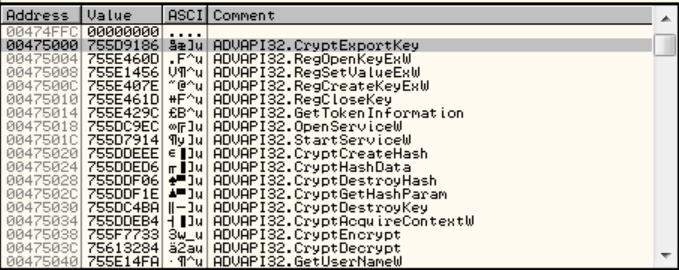 Address Value ASCI Comment
00474FFC 00000000 ....
00475000 755D9186 åæ]u ADVAPI32.CryptExportKey
00475004 755E460D .F^u ADVAPI32.RegOpenKeyExW
00475008 755E1456 V¶^u ADVAPI32.RegSetValueExW
0047500C 755E407E ~@^u ADVAPI32.RegCreateKeyExW
00475010 755E461D #F^u ADVAPI32.RegCloseKey
00475014 755E429C £B^u ADVAPI32.GetTokenInformation
00475018 755DC9EC ∞╔]u ADVAPI32.OpenServiceW
0047501C 755D7914 ¶y]u ADVAPI32.StartServiceW
00475020 755DDEEE ADVAPI32.CryptCreateHash
00475024 755DDED6 ADVAPI32.CryptHashData
00475028 755DDF06 ADVAPI32.CryptDestroyHash
0047502C 755DDF1E ADVAPI32.CryptGetHashParam
00475030 755DC4BA ║─]u ADVAPI32.CryptDestroyKey
00475034 755DDEB4 ADVAPI32.CryptAcquireContextW
00475038 755F7733 3w_u ADVAPI32.CryptEncrypt
0047503C 75613284 ä2au ADVAPI32.CryptDecrypt
00475040 755E14FA ·¶^u ADVAPI32.GetUserNameW